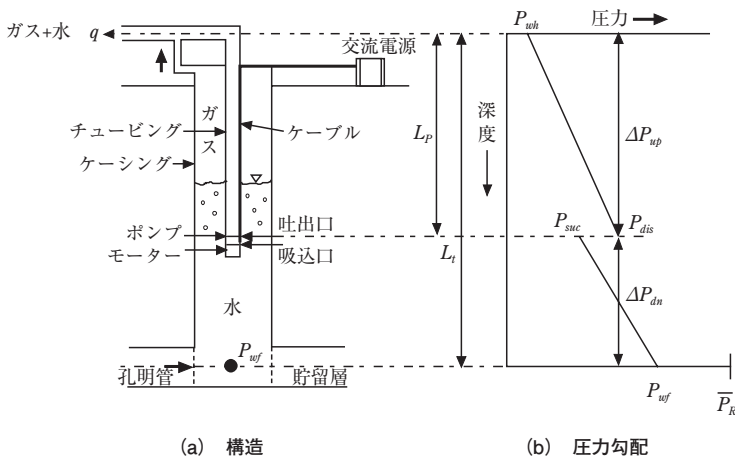 ガス+水 q
交流電源
ガス
チュービング
ケーブル
ケーシング
ポンプ
吐出口
モーター
吸込口
水
P_wf
孔明管
貯留層
L_P
L_t
(a) 構造
P_wh
圧力
深度
ΔP_up
P_suc
P_dis
ΔP_dn
P_wf
P̅_R
(b) 圧力勾配